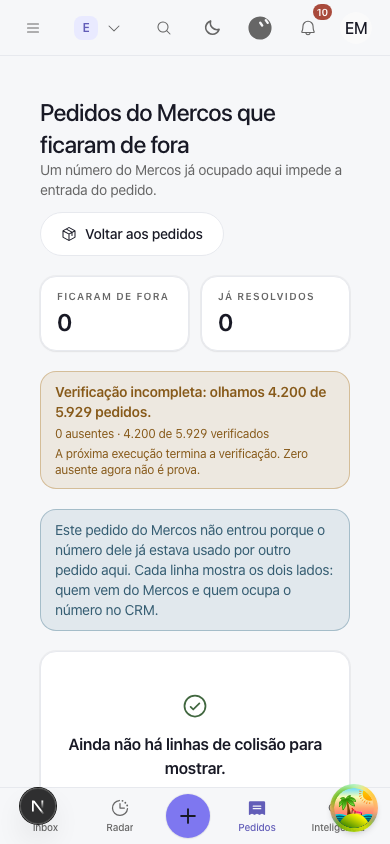 E
10
EM
Pedidos do Mercos que
ficaram de fora
Um número do Mercos já ocupado aqui impede a
entrada do pedido.
Voltar aos pedidos
FICARAM DE FORA
0
JÁ RESOLVIDOS
0
Verificação incompleta: olhamos 4.200 de
5.929 pedidos.
0 ausentes · 4.200 de 5.929 verificados
A próxima execução termina a verificação. Zero
ausente agora não é prova.
Este pedido do Mercos não entrou porque o
número dele já estava usado por outro
pedido aqui. Cada linha mostra os dois lados:
quem vem do Mercos e quem ocupa o
número no CRM.
Ainda não há linhas de colisão para
mostrar.
N
Inbox
Radar
Pedidos